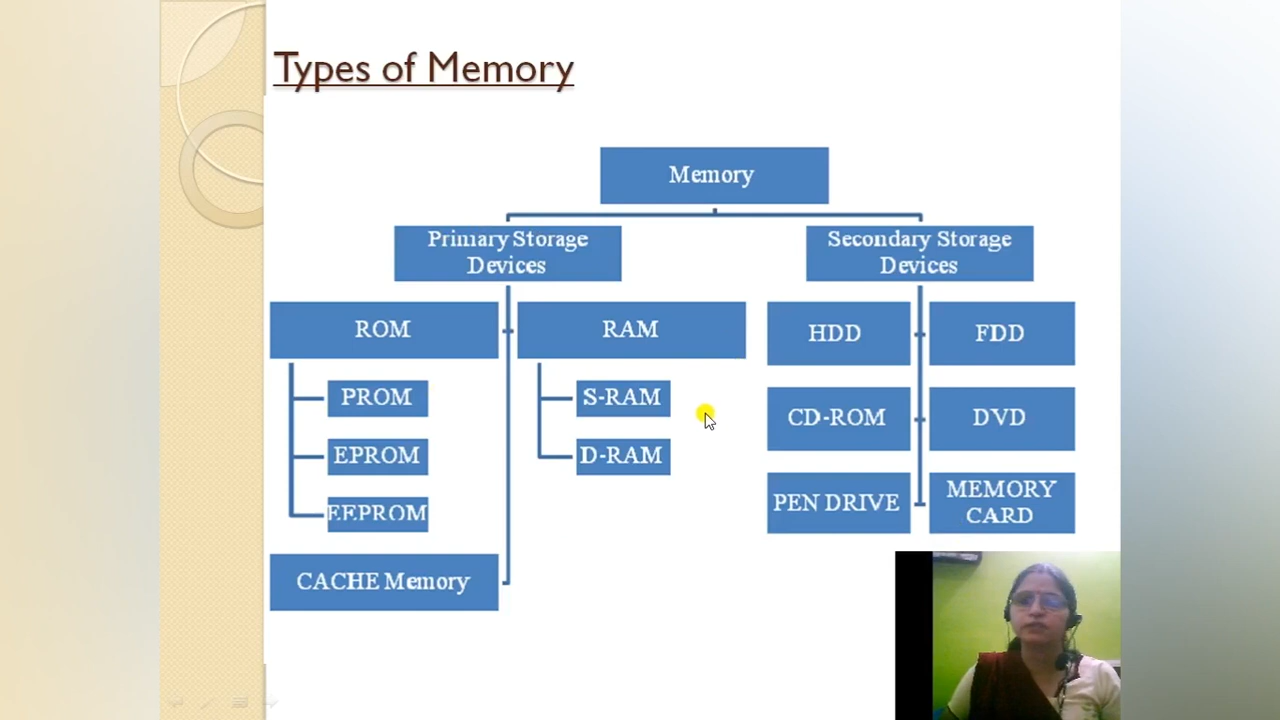 Types of Memory
Memory
Primary Storage
Devices
Secondary Storage
Devices
ROM
RAM
HDD
FDD
PROM
S-RAM
CD-ROM
DVD
EPROM
D-RAM
PEN DRIVE
MEMORY
CARD
EEPROM
CACHE Memory